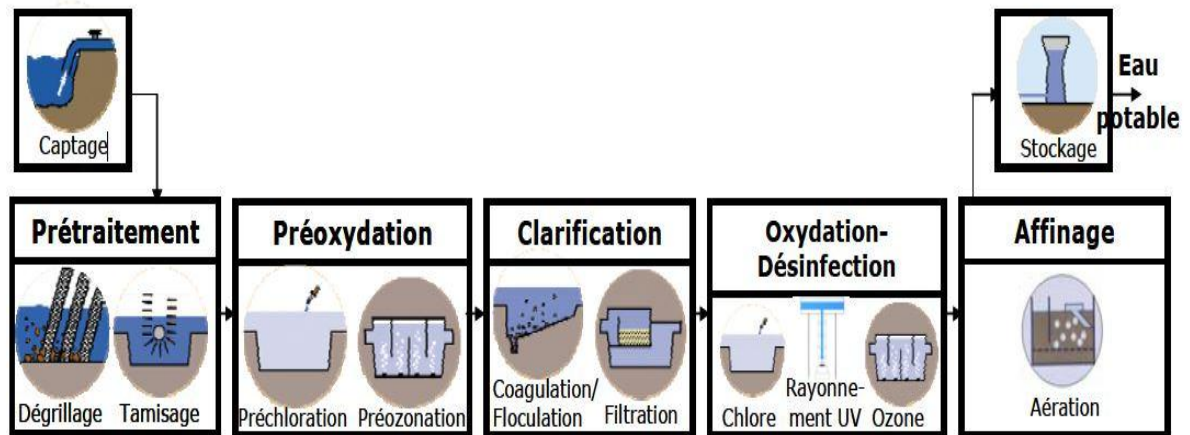 Captage
Prétraitement
Dégrillage
Tamisage
Préoxydation
Préchloration
Préozonation
Clarification
Coagulation/
Floculation
Filtration
Oxydation-
Désinfection
Chlore
Rayonne-
ment UV
Ozone
Affinage
Aération
Stockage
Eau
potable